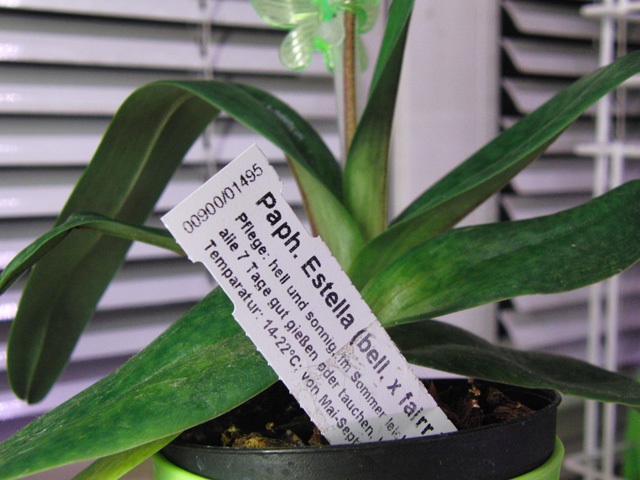 00900/01495
Paph. Estella (bell. x fairr
Pflege: hell und sonnig, im Sommer
alle 7 Tage gut gießen oder tauchen.
Temparatur: 14-22°C; von Mai-Sept